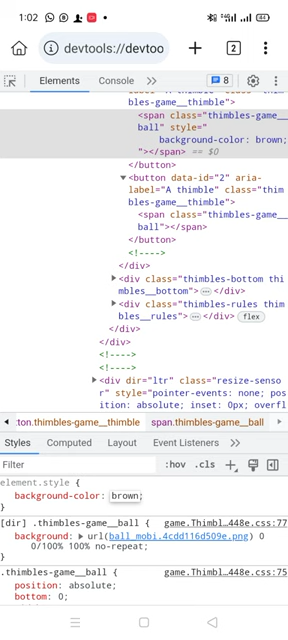 1:02
44
devtools://devtoo
2
Elements
Console
8
label="A thimble" class="thim
bles-game__thimble">
<span class="thimbles-game__
ball" style="
background-color: brown;
"></span> == $0
</button>
<button data-id="2" aria-
label="A thimble" class="thim
bles-game__thimble">
<span class="thimbles-game__
ball"></span>
</button>
<!---->
</div>
<div class="thimbles-bottom thi
mbles__bottom"> </div>
<div class="thimbles-rules thim
bles__rules"> </div> flex
</div>
</div>
<!---->
<!---->
<div dir="ltr" class="resize-senso
r" style="pointer-events: none; pos
ition: absolute; inset: 0px; overfl
ton.thimbles-game__thimble
span.thimbles-game__ball
Styles
Computed
Layout
Event Listeners
Filter
:hov
.cls
element.style {
background-color: brown;
}
[dir] .thimbles-game__ball {
game.Thimbl…448e.css:77
background: url(ball_mobi.4cdd116d509e.png) 0
0/100% 100% no-repeat;
}
.thimbles-game__ball {
game.Thimbl…448e.css:75
position: absolute;
bottom: 0;